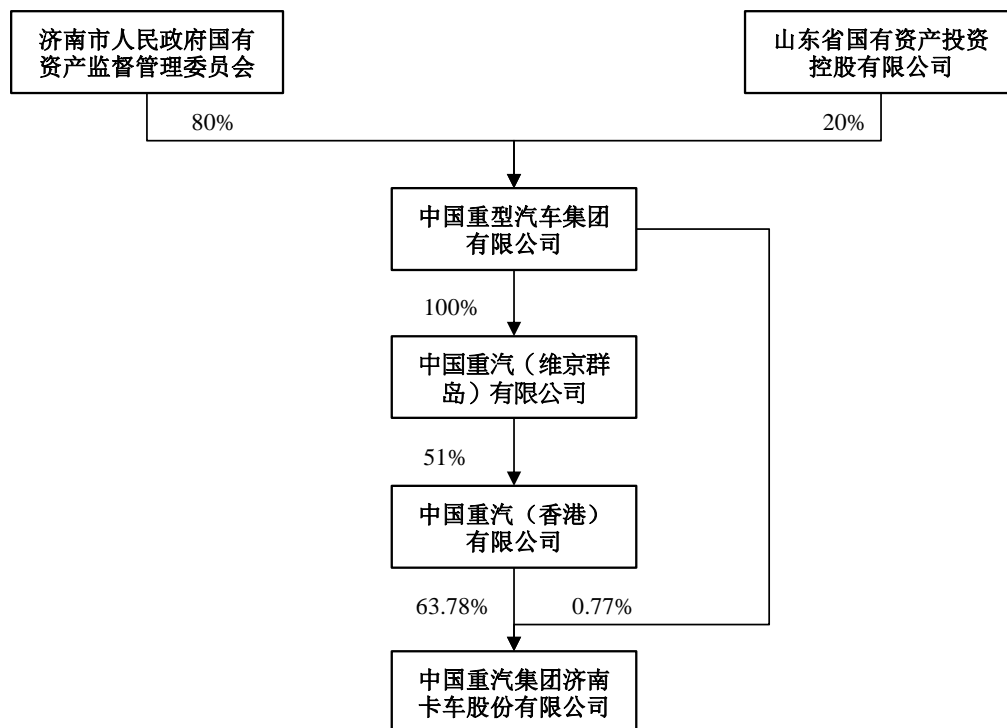 济南市人民政府国有
资产监督管理委员会
山东省国有资产投资
控股有限公司
80%
20%
中国重型汽车集团
有限公司
100%
中国重汽（维京群
岛）有限公司
51%
中国重汽（香港）
有限公司
63.78%
0.77%
中国重汽集团济南
卡车股份有限公司